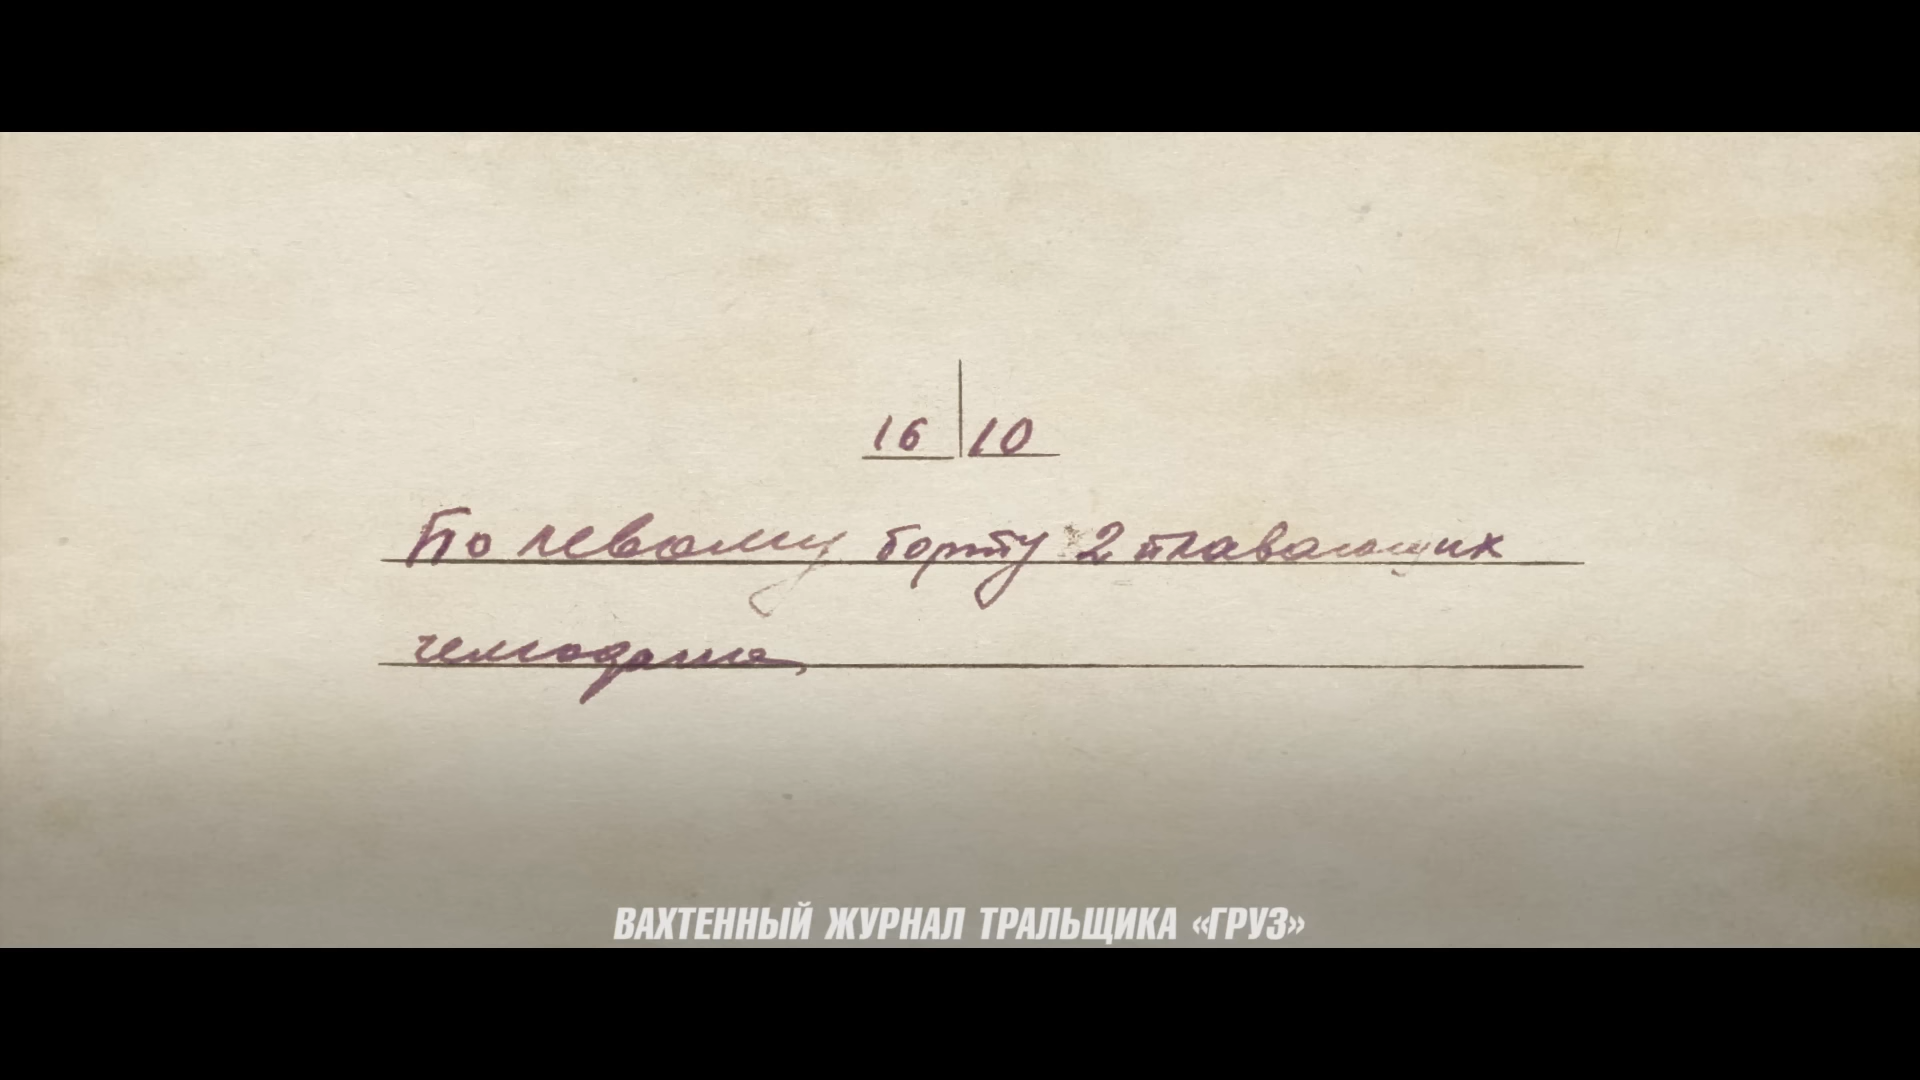 16 10
По левому борту 2 плавающих
чемодана
ВАХТЕННЫЙ ЖУРНАЛ ТРАЛЬЩИКА «ГРУЗ»